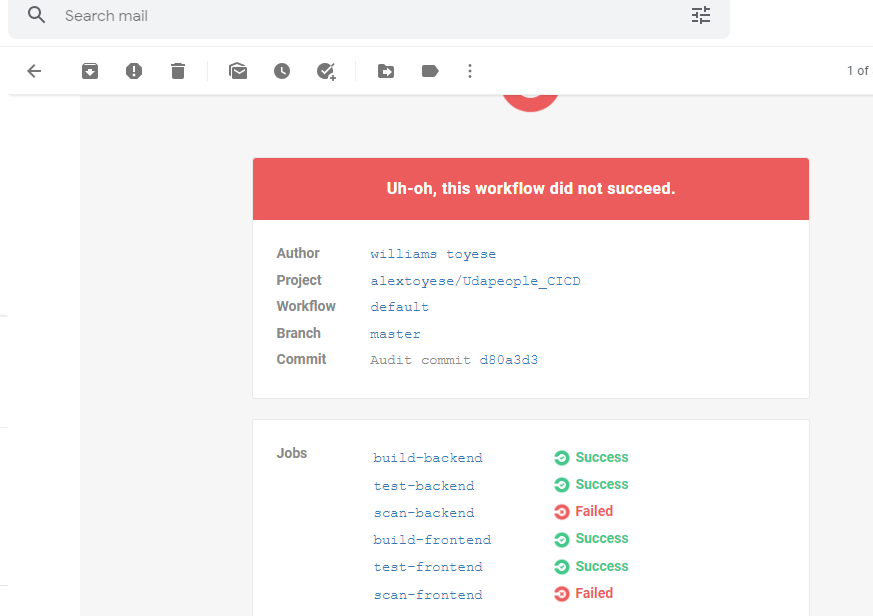 Search mail
1 of
Uh-oh, this workflow did not succeed.
Author williams toyese
Project alextoyese/Udapeople_CICD
Workflow default
Branch master
Commit Audit commit d80a3d3
Jobs build-backend Success
test-backend Success
scan-backend Failed
build-frontend Success
test-frontend Success
scan-frontend Failed